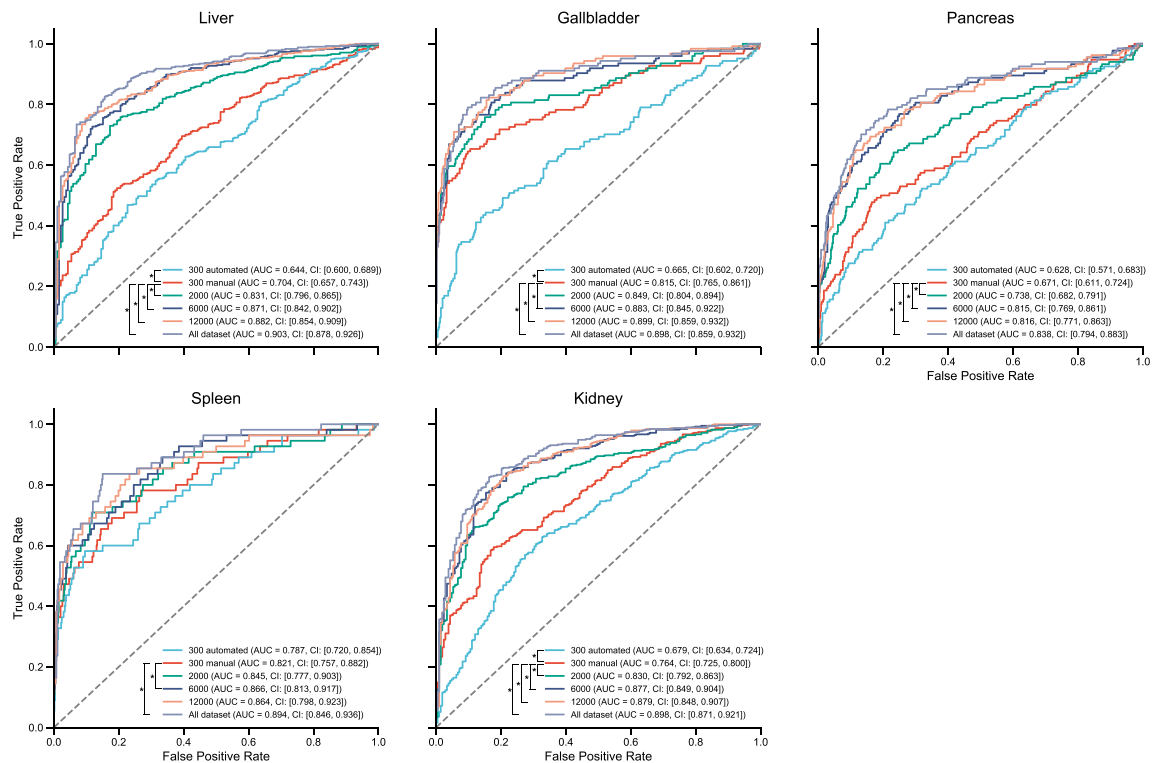 Liver
1.0
0.8
0.6
0.4
0.2
0.0
True Positive Rate
* 300 automated (AUC = 0.644, CI: [0.600, 0.689])
300 manual (AUC = 0.704, CI: [0.657, 0.743])
* 2000 (AUC = 0.831, CI: [0.796, 0.865])
* 6000 (AUC = 0.871, CI: [0.842, 0.902])
* 12000 (AUC = 0.882, CI: [0.854, 0.909])
* All dataset (AUC = 0.903, CI: [0.878, 0.926])
Gallbladder
* 300 automated (AUC = 0.665, CI: [0.602, 0.720])
300 manual (AUC = 0.815, CI: [0.765, 0.861])
2000 (AUC = 0.849, CI: [0.804, 0.894])
* 6000 (AUC = 0.883, CI: [0.845, 0.922])
* 12000 (AUC = 0.899, CI: [0.859, 0.932])
* All dataset (AUC = 0.898, CI: [0.859, 0.932])
Pancreas
300 automated (AUC = 0.628, CI: [0.571, 0.683])
300 manual (AUC = 0.671, CI: [0.611, 0.724])
* 2000 (AUC = 0.738, CI: [0.682, 0.791])
* 6000 (AUC = 0.815, CI: [0.769, 0.861])
* 12000 (AUC = 0.816, CI: [0.771, 0.863])
* All dataset (AUC = 0.838, CI: [0.794, 0.883])
0.0 0.2 0.4 0.6 0.8 1.0
False Positive Rate
Spleen
1.0
0.8
0.6
0.4
0.2
0.0
True Positive Rate
300 automated (AUC = 0.787, CI: [0.720, 0.854])
300 manual (AUC = 0.821, CI: [0.757, 0.882])
2000 (AUC = 0.845, CI: [0.777, 0.903])
* 6000 (AUC = 0.866, CI: [0.813, 0.917])
12000 (AUC = 0.864, CI: [0.798, 0.923])
* All dataset (AUC = 0.894, CI: [0.846, 0.936])
0.0 0.2 0.4 0.6 0.8 1.0
False Positive Rate
Kidney
* 300 automated (AUC = 0.679, CI: [0.634, 0.724])
300 manual (AUC = 0.764, CI: [0.725, 0.800])
* 2000 (AUC = 0.830, CI: [0.792, 0.863])
* 6000 (AUC = 0.877, CI: [0.849, 0.904])
* 12000 (AUC = 0.879, CI: [0.848, 0.907])
* All dataset (AUC = 0.898, CI: [0.871, 0.921])
0.0 0.2 0.4 0.6 0.8 1.0
False Positive Rate